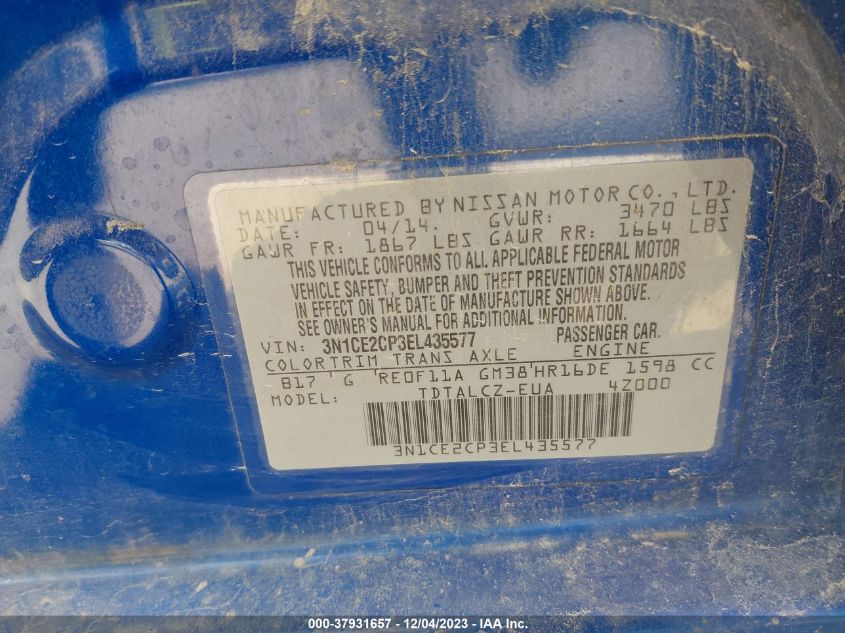 MANUFACTURED BY NISSAN MOTOR CO., LTD.
DATE: 04/14. GVWR: 3470 LBS
GAWR FR: 1867 LBS GAWR RR: 1664 LBS
THIS VEHICLE CONFORMS TO ALL APPLICABLE FEDERAL MOTOR
VEHICLE SAFETY, BUMPER AND THEFT PREVENTION STANDARDS
IN EFFECT ON THE DATE OF MANUFACTURE SHOWN ABOVE.
SEE OWNER'S MANUAL FOR ADDITIONAL INFORMATION.
VIN: 3N1CE2CP3EL435577 PASSENGER CAR.
COLORTRIM TRANS AXLE ENGINE
B17 'G 'REOF11A GM38'HR16DE 1598 CC
MODEL: TDTALCZ-EUA 4Z000
3N1CE2CP3EL435577
000-37931657 - 12/04/2023 - IAA Inc.